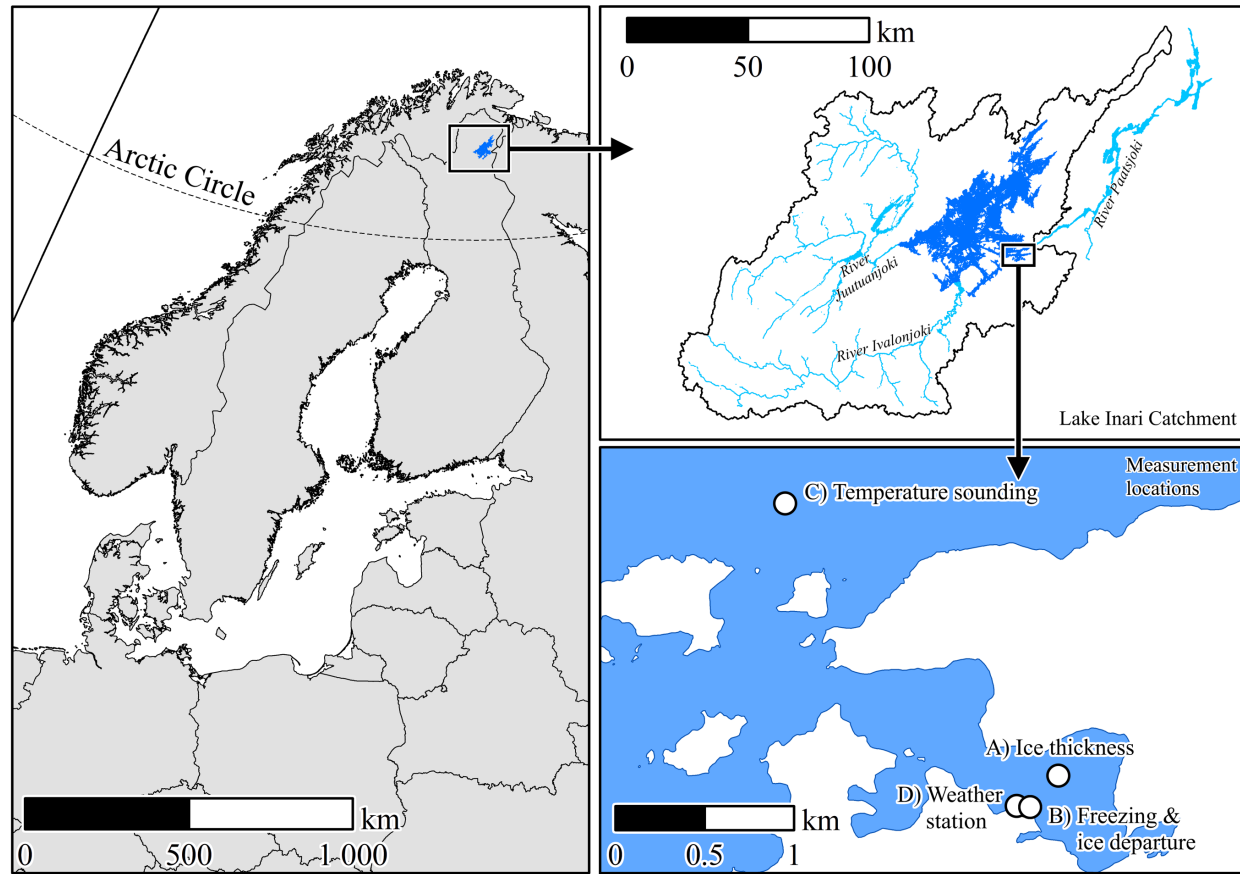 Arctic Circle
km
0 500 1 000
km
0 50 100
River Paatsjoki
River
Juutuanjoki
River Ivalonjoki
Lake Inari Catchment
Measurement
locations
C) Temperature sounding
A) Ice thickness
D) Weather
station
B) Freezing &
ice departure
km
0 0.5 1